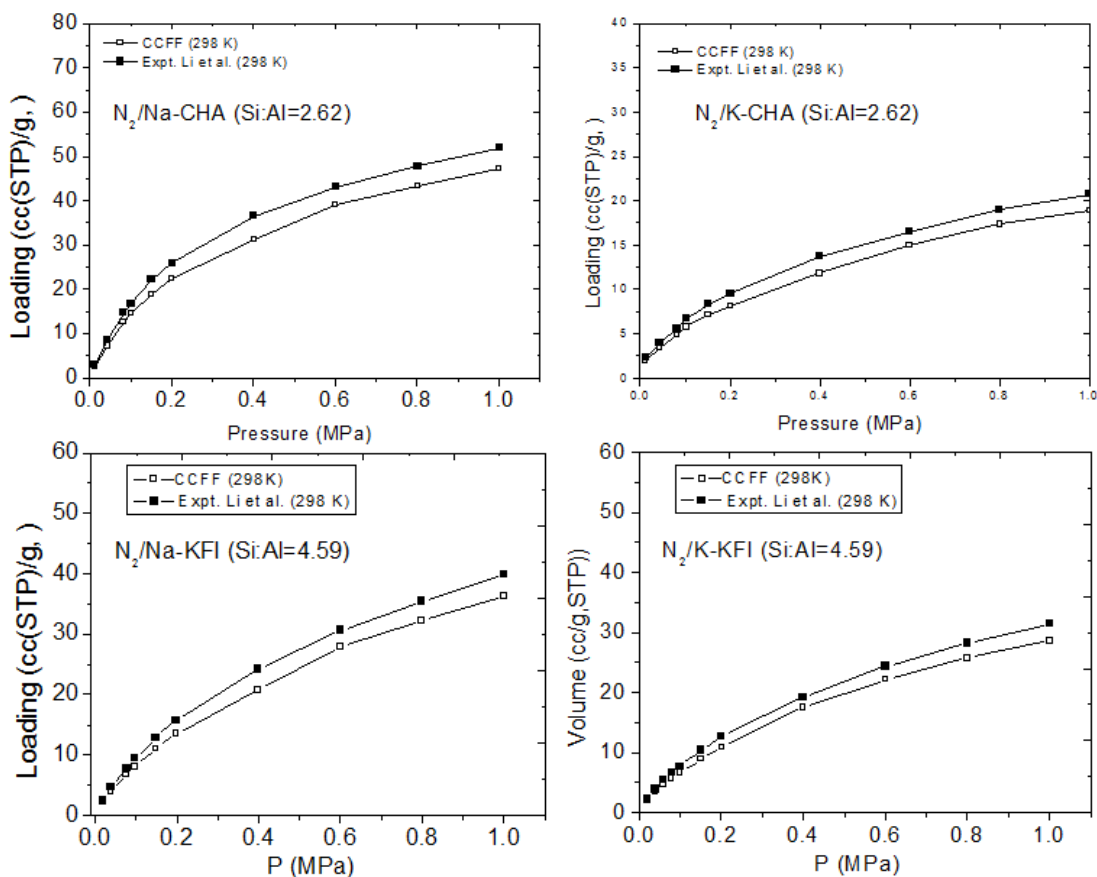 80
70
60
50
40
30
20
10
0
Loading (cc(STP)/g, )
CCFF (298 K)
Expt. Li et al. (298 K)
N2/Na-CHA (Si:Al=2.62)
0.0 0.2 0.4 0.6 0.8 1.0
Pressure (MPa)
40
35
30
25
20
15
10
5
0
Loading (cc(STP)/g, )
CCFF (298 K)
Expt. Li et al. (298 K)
N2/K-CHA (Si:Al=2.62)
0.0 0.2 0.4 0.6 0.8 1.0
Pressure (MPa)
60
50
40
30
20
10
0
Loading (cc(STP)/g, )
CCFF (298K)
Expt. Li et al. (298 K)
N2/Na-KFI (Si:Al=4.59)
0.0 0.2 0.4 0.6 0.8 1.0
P (MPa)
60
50
40
30
20
10
0
Volume (cc/g,STP))
CCFF (298K)
Expt. Li et al. (298 K)
N2/K-KFI (Si:Al=4.59)
0.0 0.2 0.4 0.6 0.8 1.0
P (MPa)